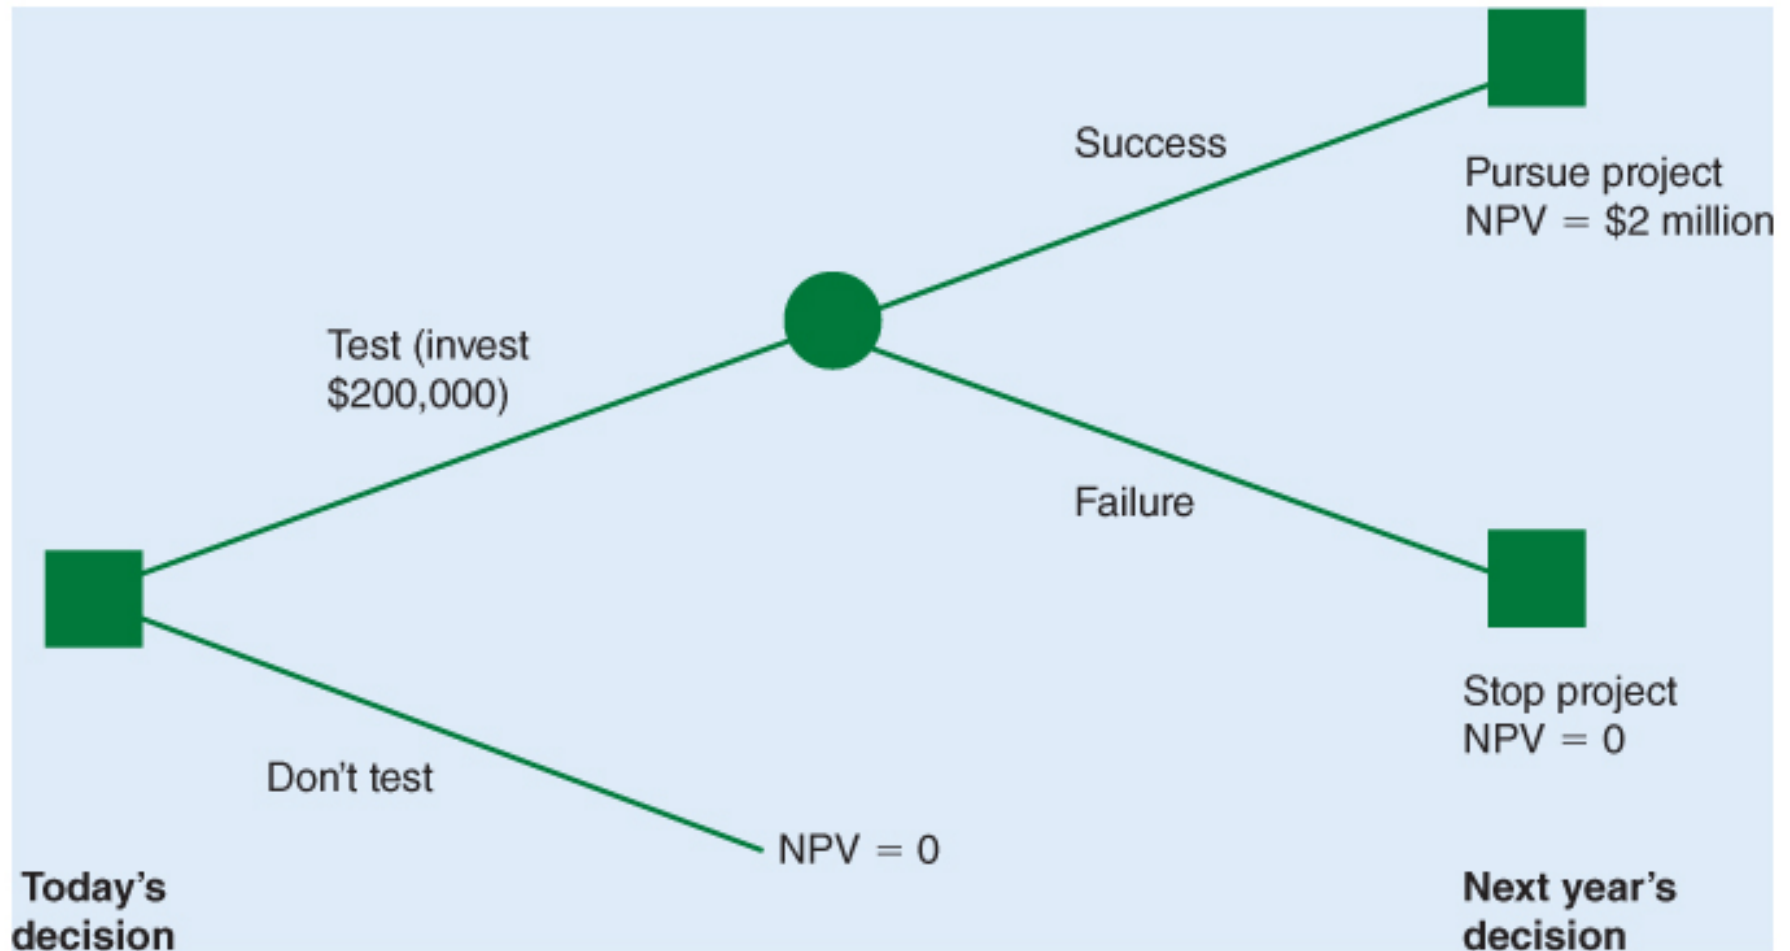 Success
Pursue project
NPV = $2 million
Test (invest
$200,000)
Failure
Stop project
NPV = 0
Don't test
NPV = 0
Today’s
decision
Next year’s
decision